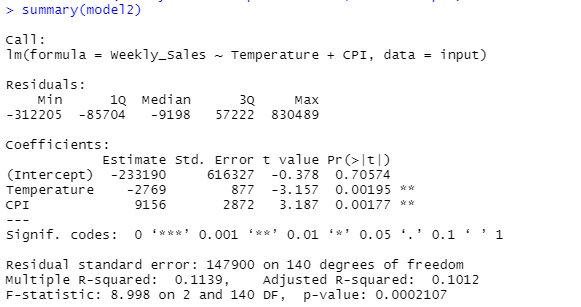 > summary(model2)
Call:
lm(formula = Weekly_Sales ~ Temperature + CPI, data = input)
Residuals:
Min 1Q Median 3Q Max
-312205 -85704 -9198 57222 830489
Coefficients:
Estimate Std. Error t value Pr(>|t|)
(Intercept) -233190 616327 -0.378 0.70574
Temperature -2769 877 -3.157 0.00195 **
CPI 9156 2872 3.187 0.00177 **
---
Signif. codes: 0 ‘***’ 0.001 ‘**’ 0.01 ‘*’ 0.05 ‘.’ 0.1 ‘ ’ 1
Residual standard error: 147900 on 140 degrees of freedom
Multiple R-squared: 0.1139, Adjusted R-squared: 0.1012
F-statistic: 8.998 on 2 and 140 DF, p-value: 0.0002107